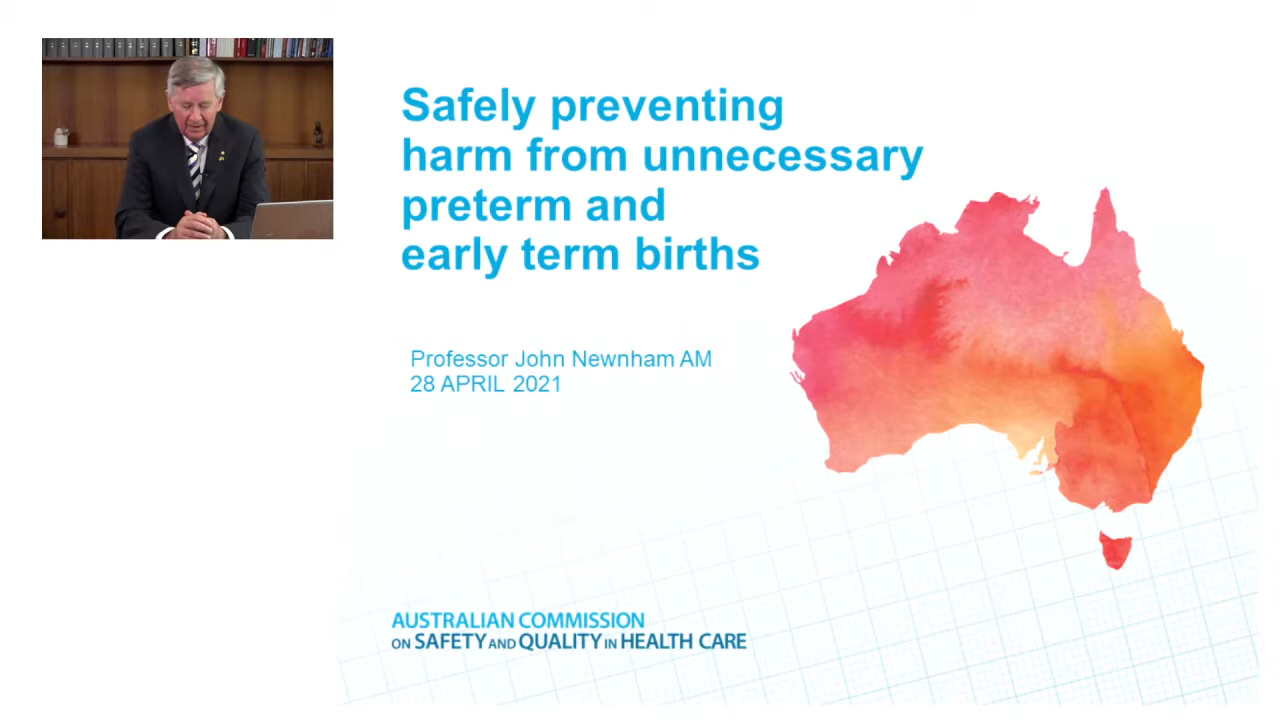 Safely preventing
harm from unnecessary
preterm and
early term births
Professor John Newnham AM
28 APRIL 2021
AUSTRALIAN COMMISSION
ON SAFETY AND QUALITY IN HEALTH CARE